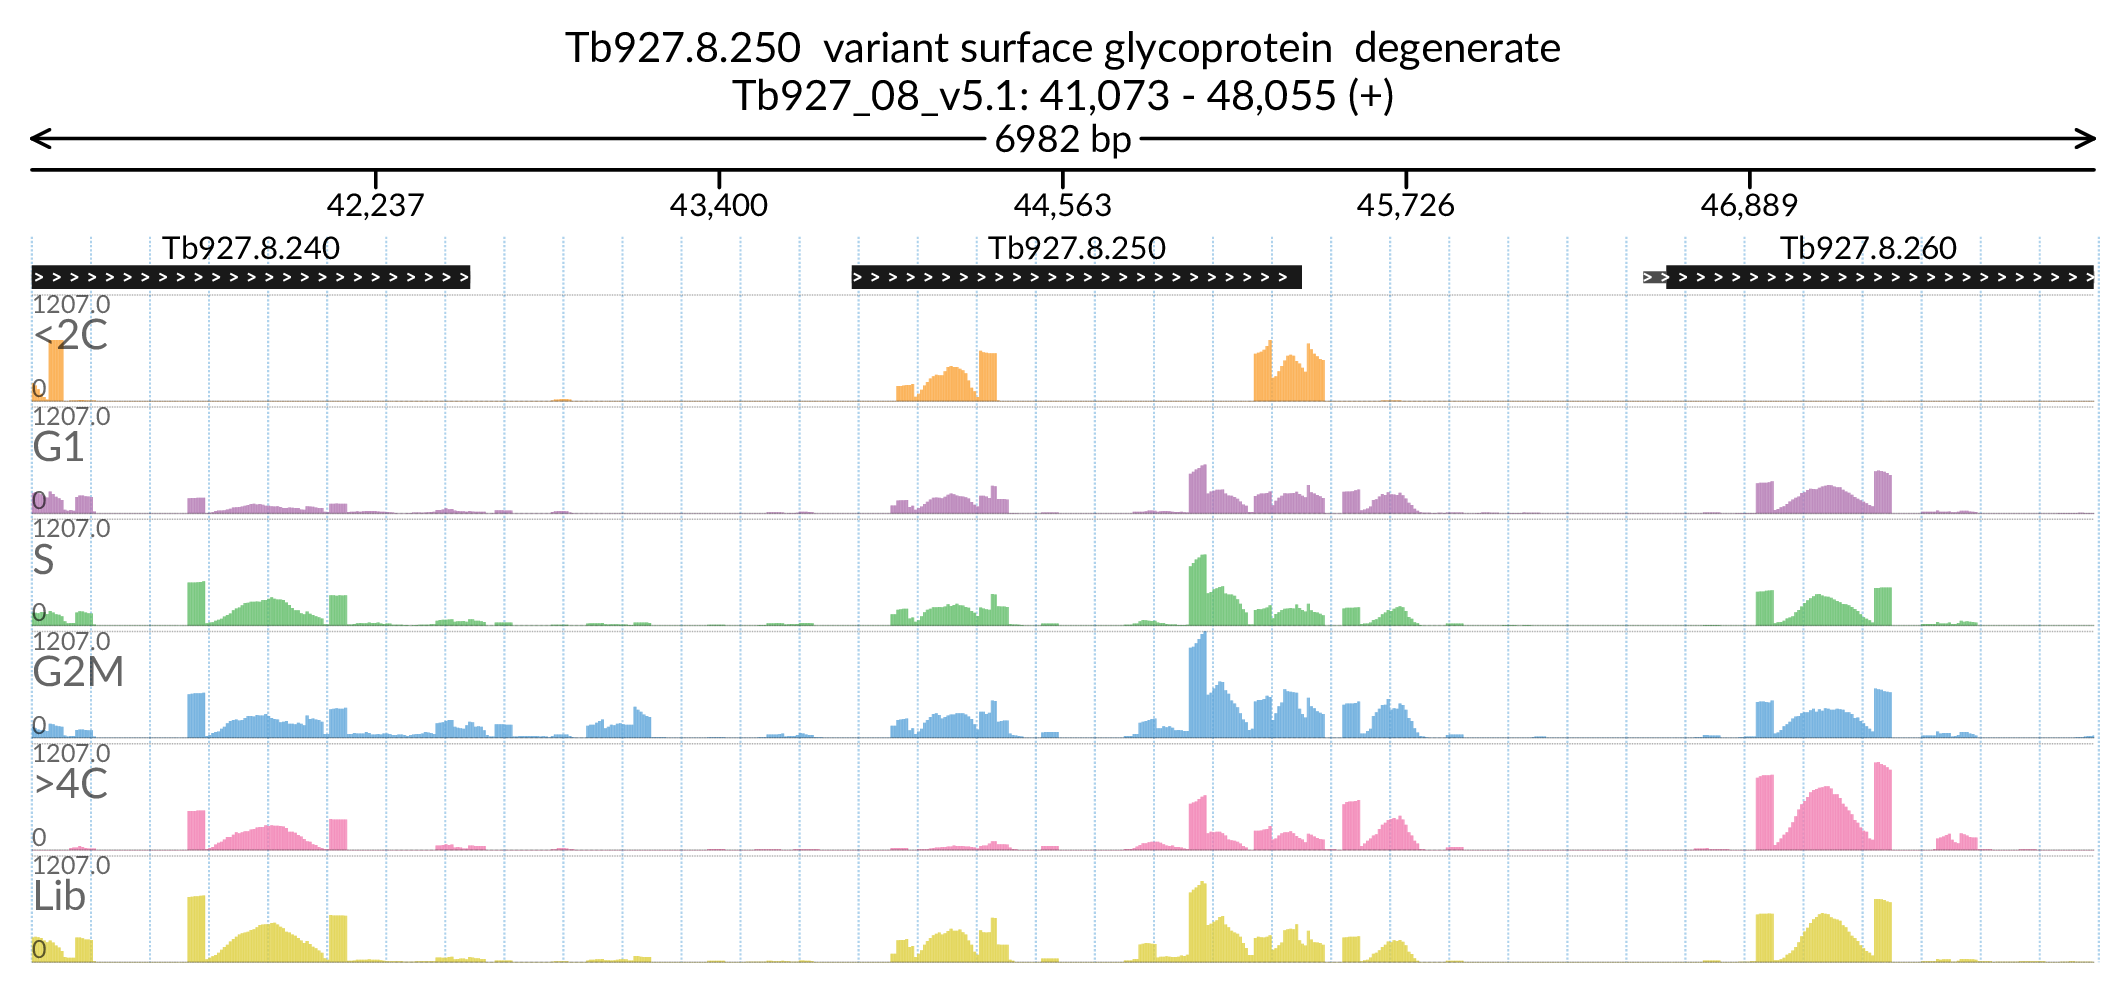 Tb927.8.250 variant surface glycoprotein degenerate
Tb927_08_v5.1: 41,073 - 48,055 (+)
6982 bp
42,237 43,400 44,563 45,726 46,889
Tb927.8.240 Tb927.8.250 Tb927.8.260
1207.0
<2C
0
1207.0
G1
0
1207.0
S
0
1207.0
G2M
0
1207.0
>4C
0
1207.0
Lib
0